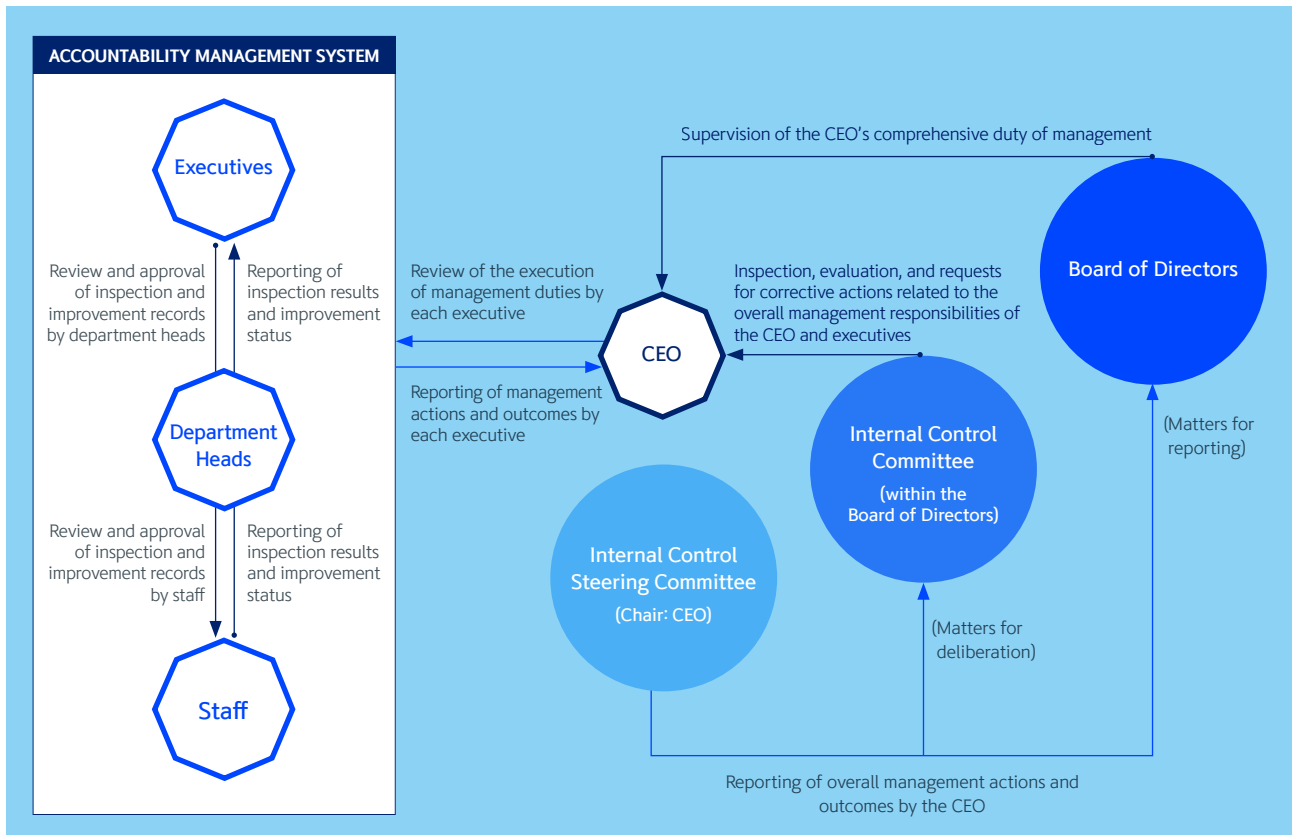 ACCOUNTABILITY MANAGEMENT SYSTEM
Executives
Review and approval
of inspection and
improvement records
by department heads
Reporting of
inspection results
and improvement
status
Department
Heads
Review and approval
of inspection and
improvement records
by staff
Reporting of
inspection results
and improvement
status
Staff
Review of the execution
of management duties by
each executive
Reporting of management
actions and outcomes by
each executive
CEO
Supervision of the CEO’s comprehensive duty of management
Inspection, evaluation, and requests
for corrective actions related to the
overall management responsibilities of
the CEO and executives
Board of Directors
Internal Control
Committee
(within the
Board of Directors)
Internal Control
Steering Committee
(Chair: CEO)
(Matters for
reporting)
(Matters for
deliberation)
Reporting of overall management actions and
outcomes by the CEO